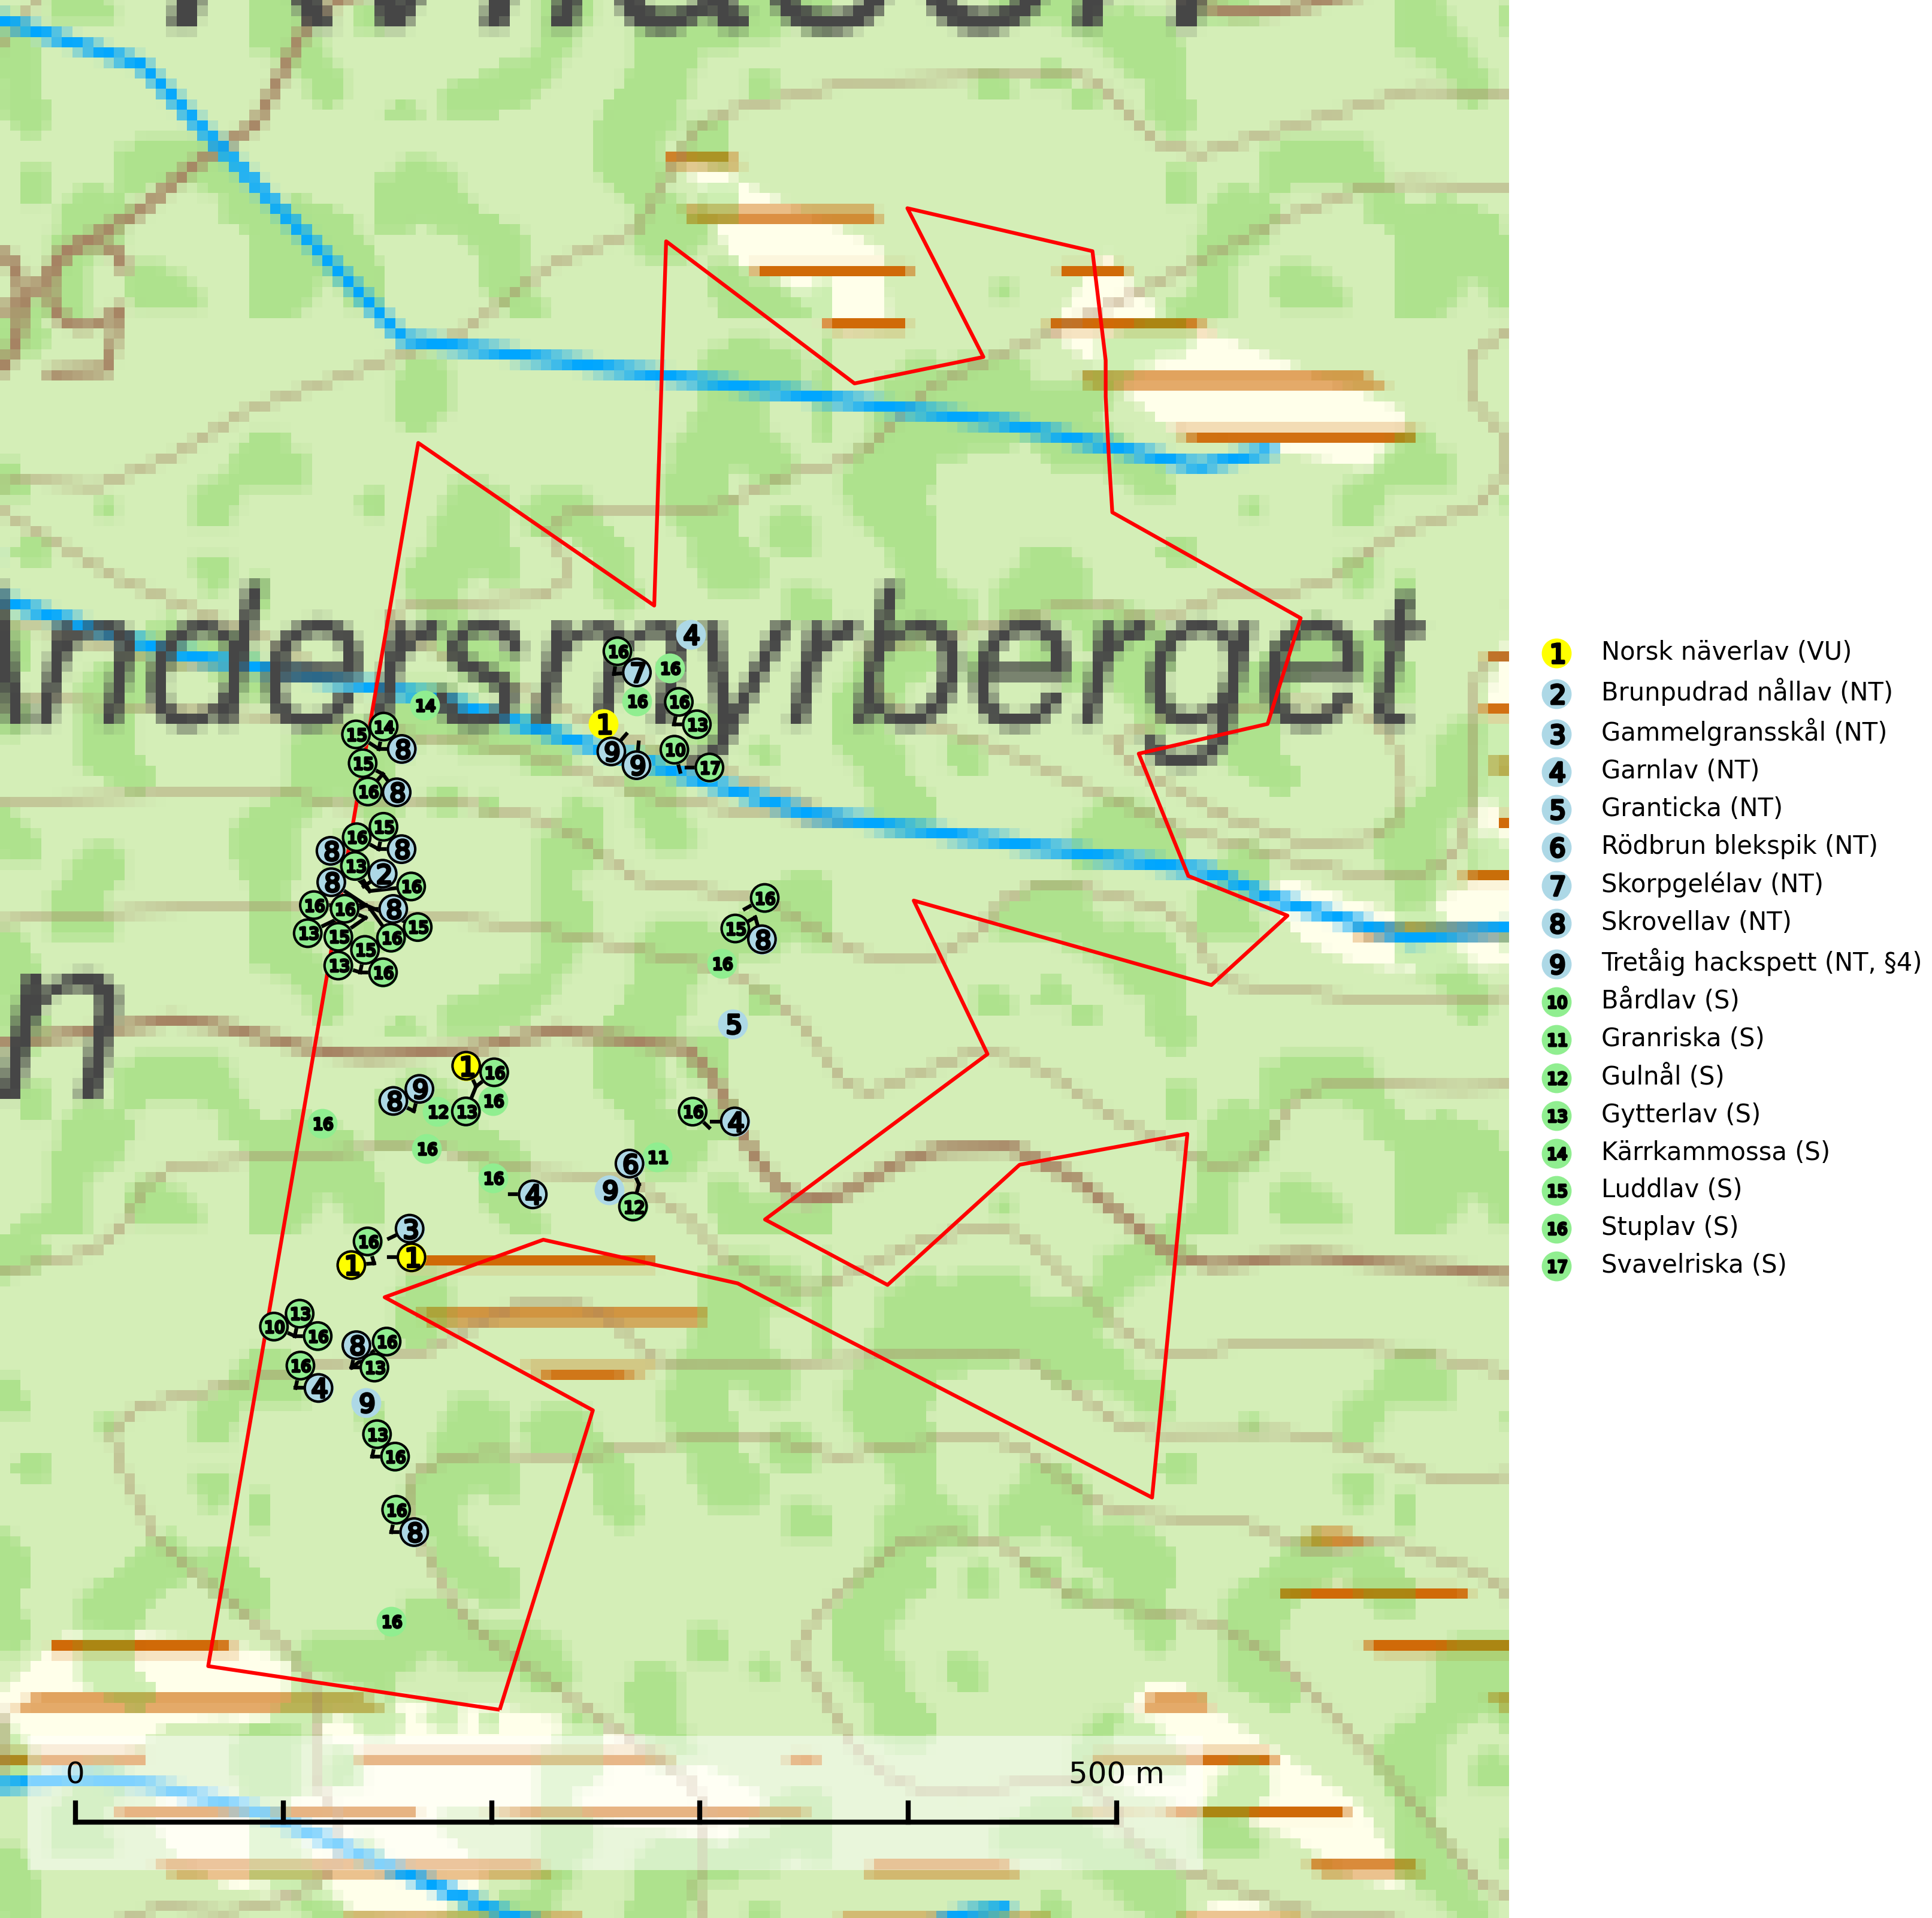 ndersmyrberget
n
0 500 m
1 Norsk näverlav (VU)
2 Brunpudrad nållav (NT)
3 Gammelgransskål (NT)
4 Garnlav (NT)
5 Granticka (NT)
6 Rödbrun blekspik (NT)
7 Skorpgelélav (NT)
8 Skrovellav (NT)
9 Tretåig hackspett (NT, §4)
10 Bårdlav (S)
11 Granriska (S)
12 Gulnål (S)
13 Gytterlav (S)
14 Kärrkammossa (S)
15 Luddlav (S)
16 Stuplav (S)
17 Svavelriska (S)